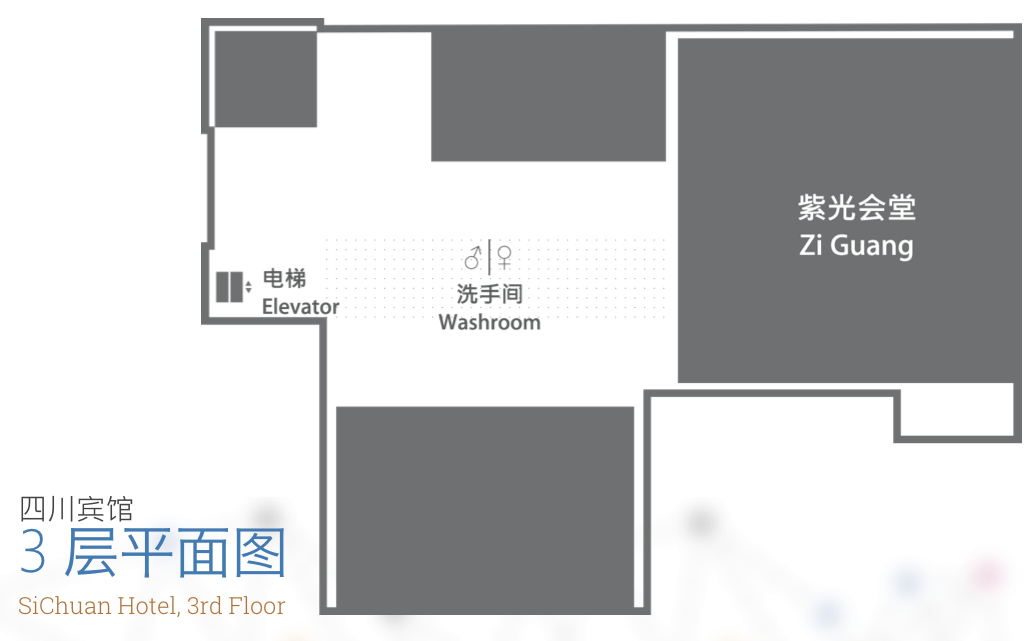 紫光会堂
Zi Guang
电梯
Elevator
♂|♀
洗手间
Washroom
四川宾馆
3 层平面图
SiChuan Hotel, 3rd Floor